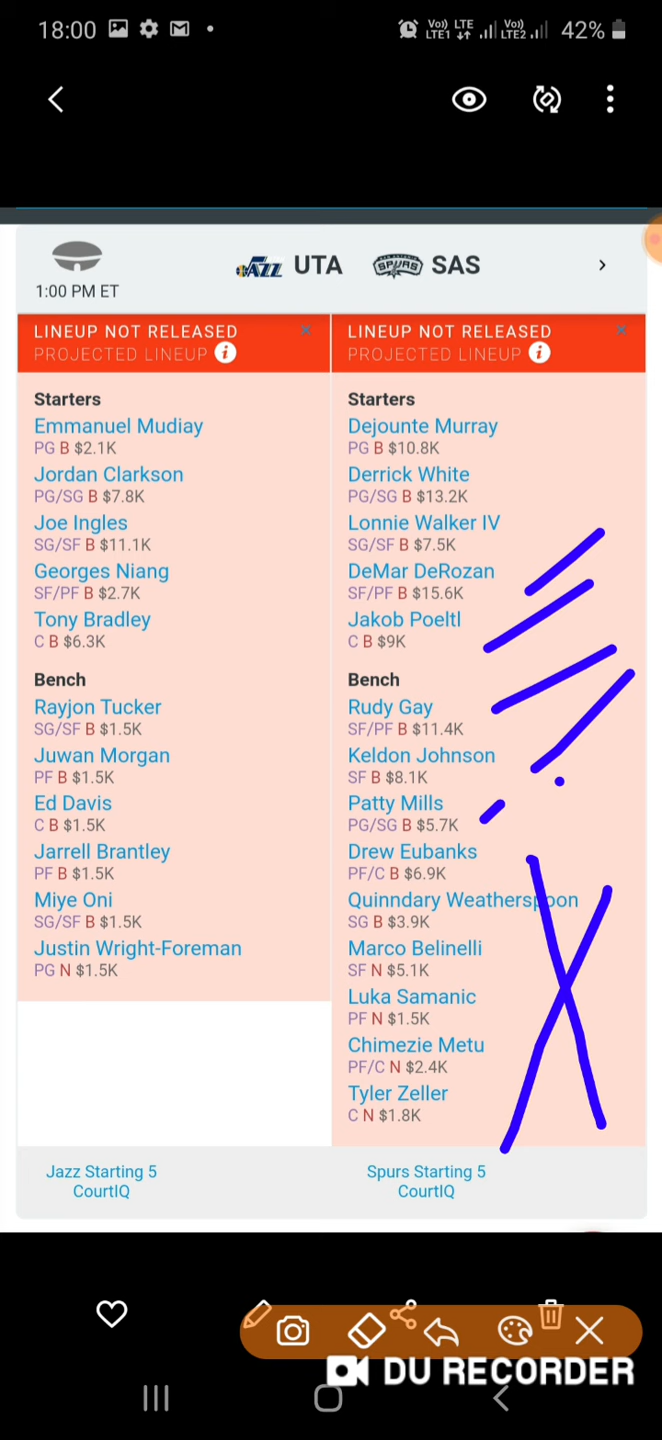 18:00 Vo)) LTE LTE1 Vo)) LTE2 42%
JAZZ UTA SPURS SAS
1:00 PM ET
LINEUP NOT RELEASED
PROJECTED LINEUP i
Starters
Emmanuel Mudiay
PG B $2.1K
Jordan Clarkson
PG/SG B $7.8K
Joe Ingles
SG/SF B $11.1K
Georges Niang
SF/PF B $2.7K
Tony Bradley
C B $6.3K
Bench
Rayjon Tucker
SG/SF B $1.5K
Juwan Morgan
PF B $1.5K
Ed Davis
C B $1.5K
Jarrell Brantley
PF B $1.5K
Miye Oni
SG/SF B $1.5K
Justin Wright-Foreman
PG N $1.5K
Jazz Starting 5
CourtIQ
LINEUP NOT RELEASED
PROJECTED LINEUP i
Starters
Dejounte Murray
PG B $10.8K
Derrick White
PG/SG B $13.2K
Lonnie Walker IV
SG/SF B $7.5K
DeMar DeRozan
SF/PF B $15.6K
Jakob Poeltl
C B $9K
Bench
Rudy Gay
SF/PF B $11.4K
Keldon Johnson
SF B $8.1K
Patty Mills
PG/SG B $5.7K
Drew Eubanks
PF/C B $6.9K
Quinndary Weatherspoon
SG B $3.9K
Marco Belinelli
SF N $5.1K
Luka Samanic
PF N $1.5K
Chimezie Metu
PF/C N $2.4K
Tyler Zeller
C N $1.8K
Spurs Starting 5
CourtIQ
DU RECORDER